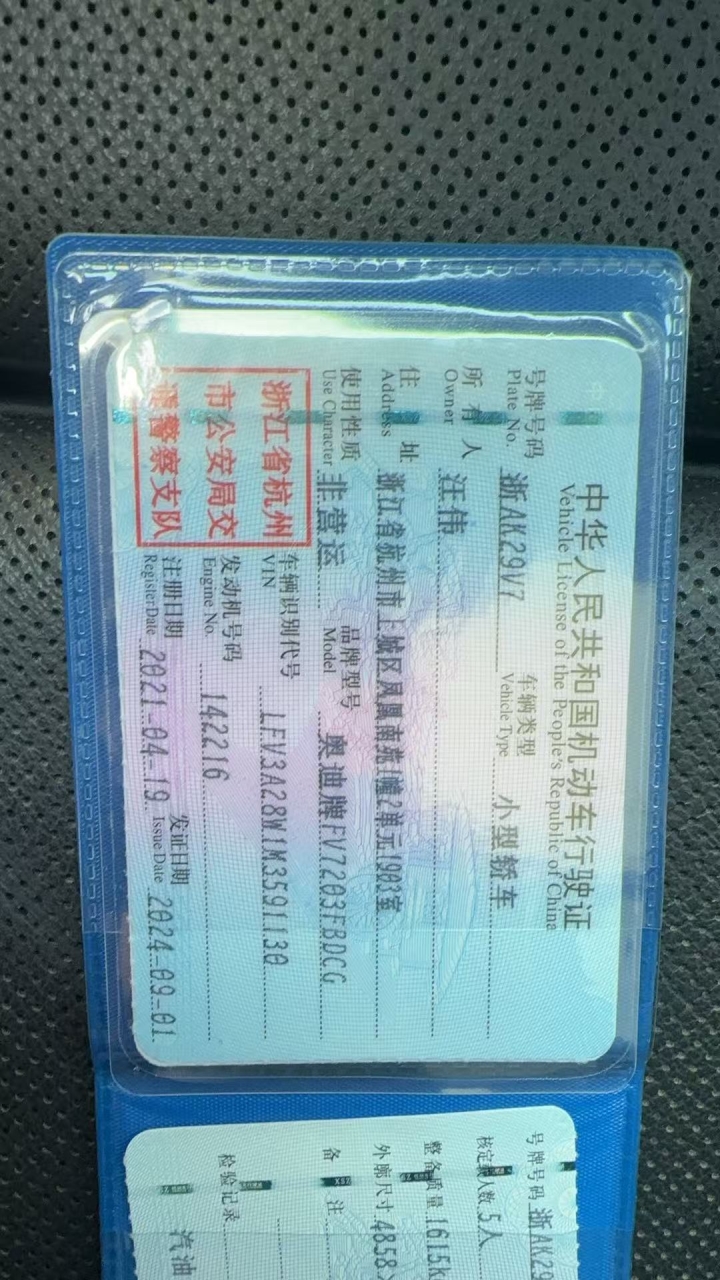 中华人民共和国机动车行驶证
Vehicle License of the People's Republic of China
号牌号码 浙AK29V7 车辆类型 小型轿车
Plate No. Vehicle Type
所有人 汪伟
Owner
住址 浙江省杭州市上城区凤凰南苑1幢2单元1903室
Address
使用性质 非营运 品牌型号 奥迪牌FV7203FBDCG
Use Character Model
浙江省杭州
市公安局交
警察支队
车辆识别代号 LFV3A28W1M3591130
VIN
发动机号码 142216
Engine No.
注册日期 2021-04-19 发证日期 2024-09-01
Register Date Issue Date
号牌号码 浙AK29
核定 人数 5人
整备质量 1615k
外廓尺寸 4858×
备注
检验记录
汽油